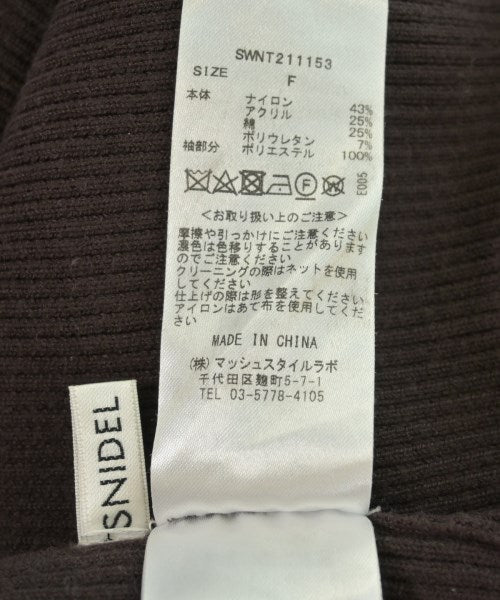 SWNT211153
SIZE F
本体 ナイロン 43%
アクリル 25%
綿 25%
ポリウレタン 7%
袖部分 ポリエステル 100%
F
E005
<お取り扱い上のご注意>
摩擦や引っかけにご注意ください
濃色は色移りすることがあります
のでご注意ください
クリーニングの際はネットを使用
してください
仕上げの際は形を整えてください
アイロンはあて布を使用してくだ
さい
MADE IN CHINA
(株)マッシュスタイルラボ
千代田区麹町5-7-1
TEL 03-5778-4105
SNIDEL